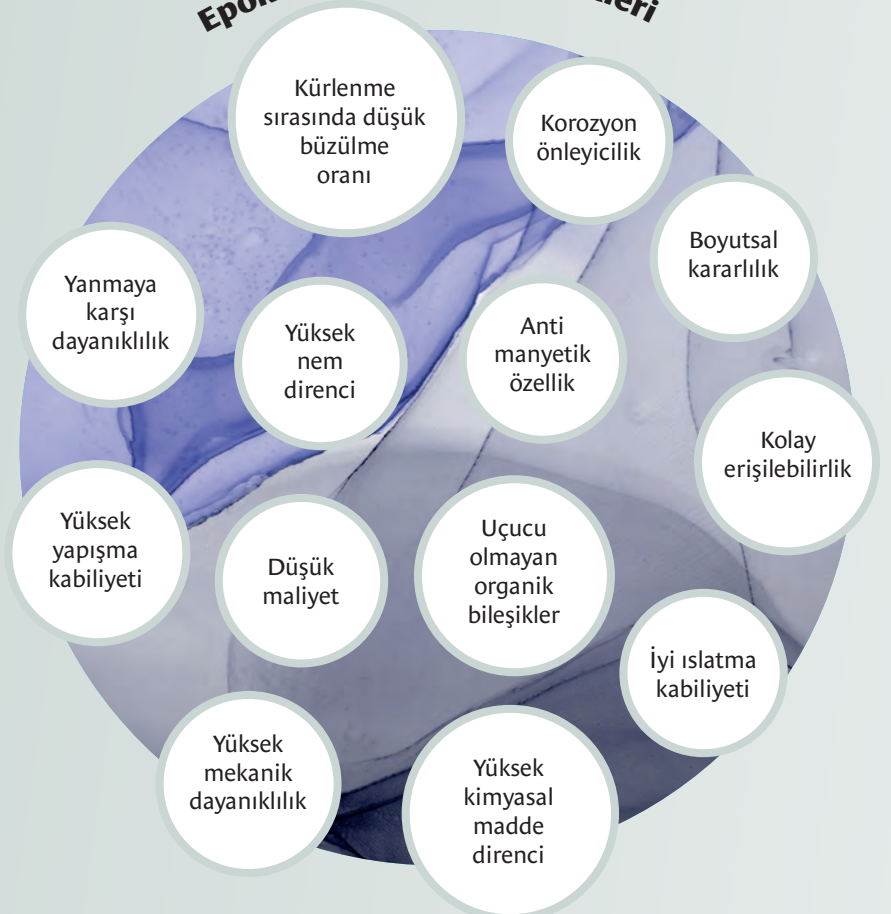 Kürlenme
sırasında düşük
büzülme
oranı
Korozyon
önleyicilik
Boyutsal
kararlılık
Yanmaya
karşı
dayanıklılık
Yüksek
nem
direnci
Anti
manyetik
özellik
Kolay
erişilebilirlik
Yüksek
yapışma
kabiliyeti
Düşük
maliyet
Uçucu
olmayan
organik
bileşikler
İyi ıslatma
kabiliyeti
Yüksek
mekanik
dayanıklılık
Yüksek
kimyasal
madde
direnci